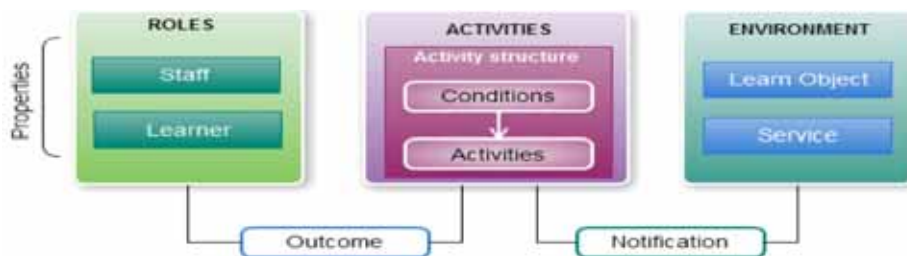 Properties
ROLES
Staff
Learner
ACTIVITIES
Activity structure
Conditions
Activities
ENVIRONMENT
Learn Object
Service
Outcome
Notification